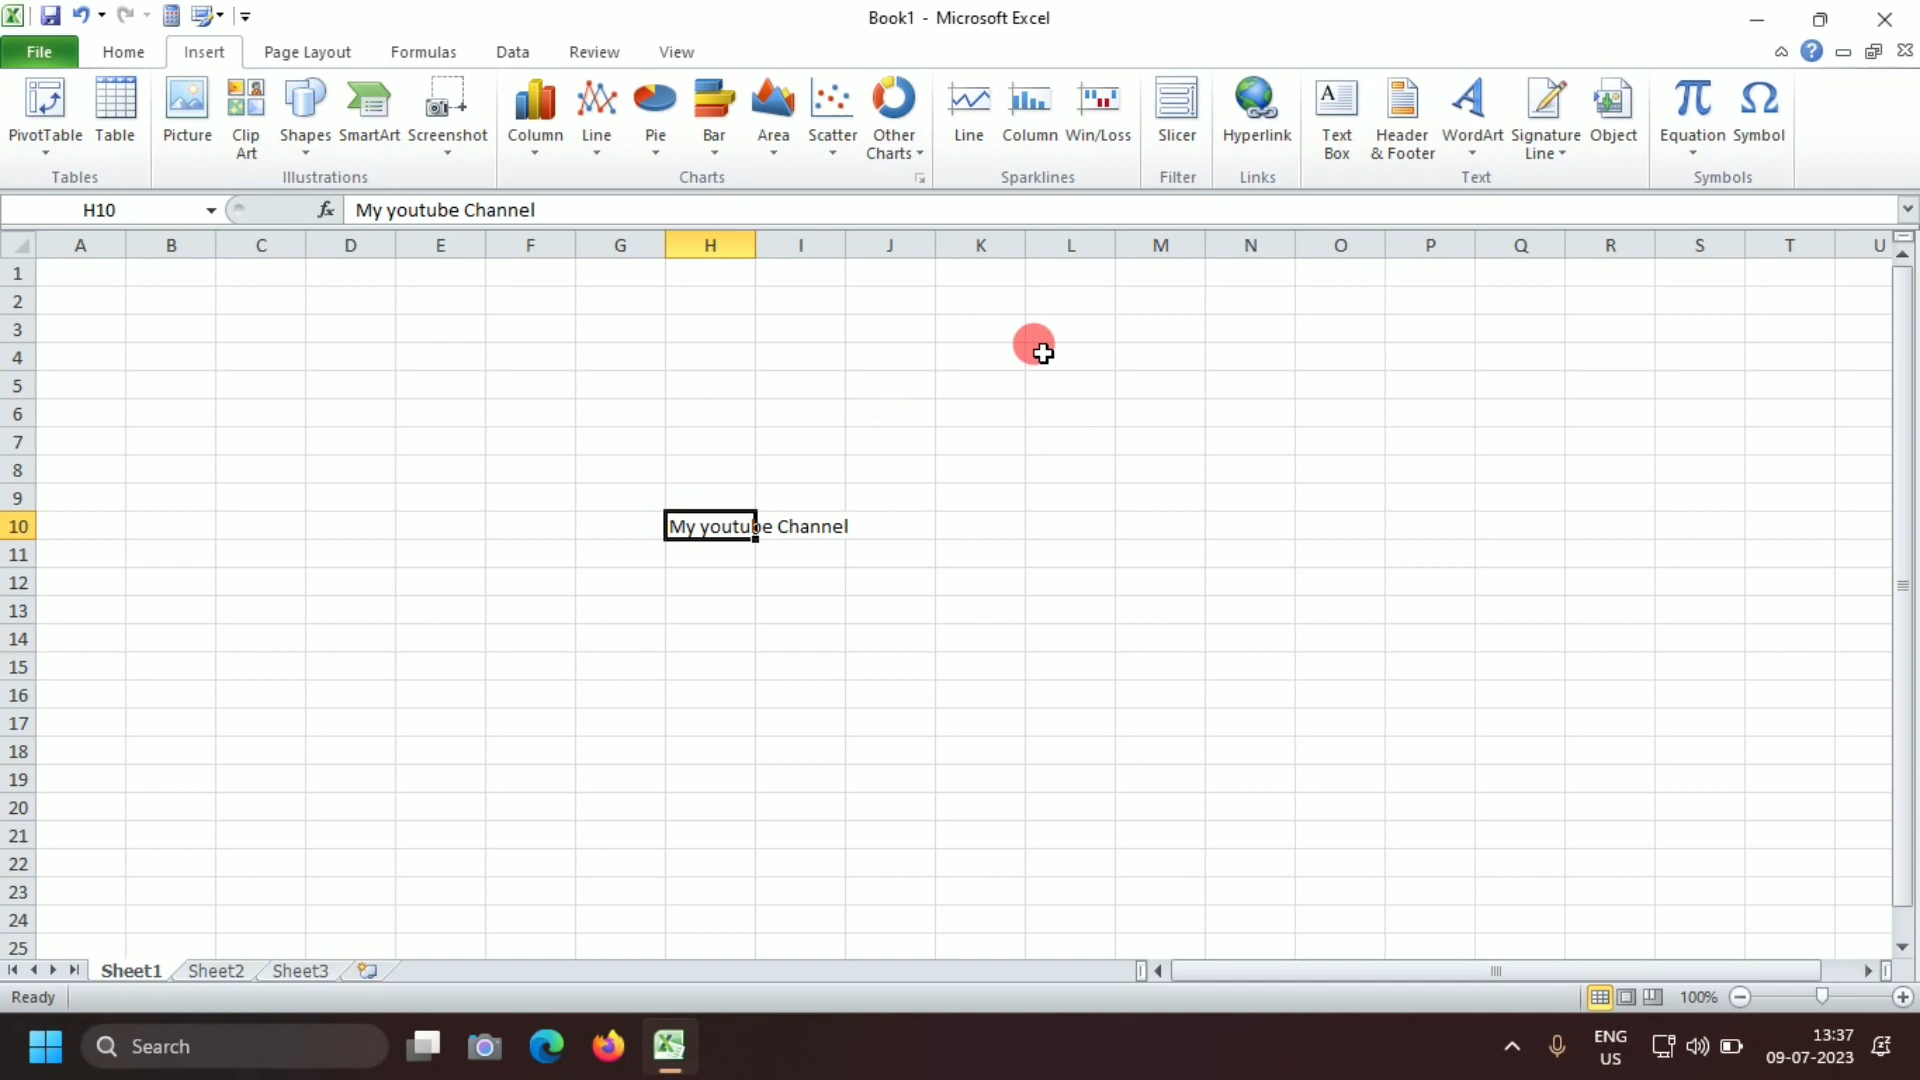 Book1 - Microsoft Excel
File Home Insert Page Layout Formulas Data Review View
PivotTable Table Picture Clip Art Shapes SmartArt Screenshot Column Line Pie Bar Area Scatter Other Charts Line Column Win/Loss Slicer Hyperlink Text Box Header & Footer WordArt Signature Line Object Equation Symbol
Tables Illustrations Charts Sparklines Filter Links Text Symbols
H10 fx My youtube Channel
A B C D E F G H I J K L M N O P Q R S T U
1
2
3
4
5
6
7
8
9
10 My youtube Channel
11
12
13
14
15
16
17
18
19
20
21
22
23
24
25
Sheet1 Sheet2 Sheet3
Ready 100%
Search ENG 13:37
US 09-07-2023